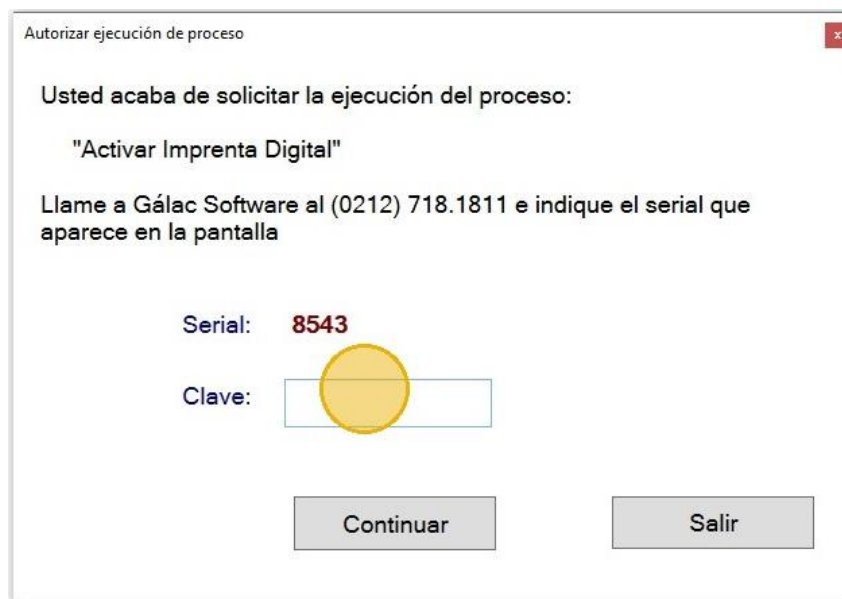 Autorizar ejecución de proceso
x
Usted acaba de solicitar la ejecución del proceso:
"Activar Imprenta Digital"
Llame a Gálac Software al (0212) 718.1811 e indique el serial que
aparece en la pantalla
Serial: 8543
Clave:
Continuar Salir